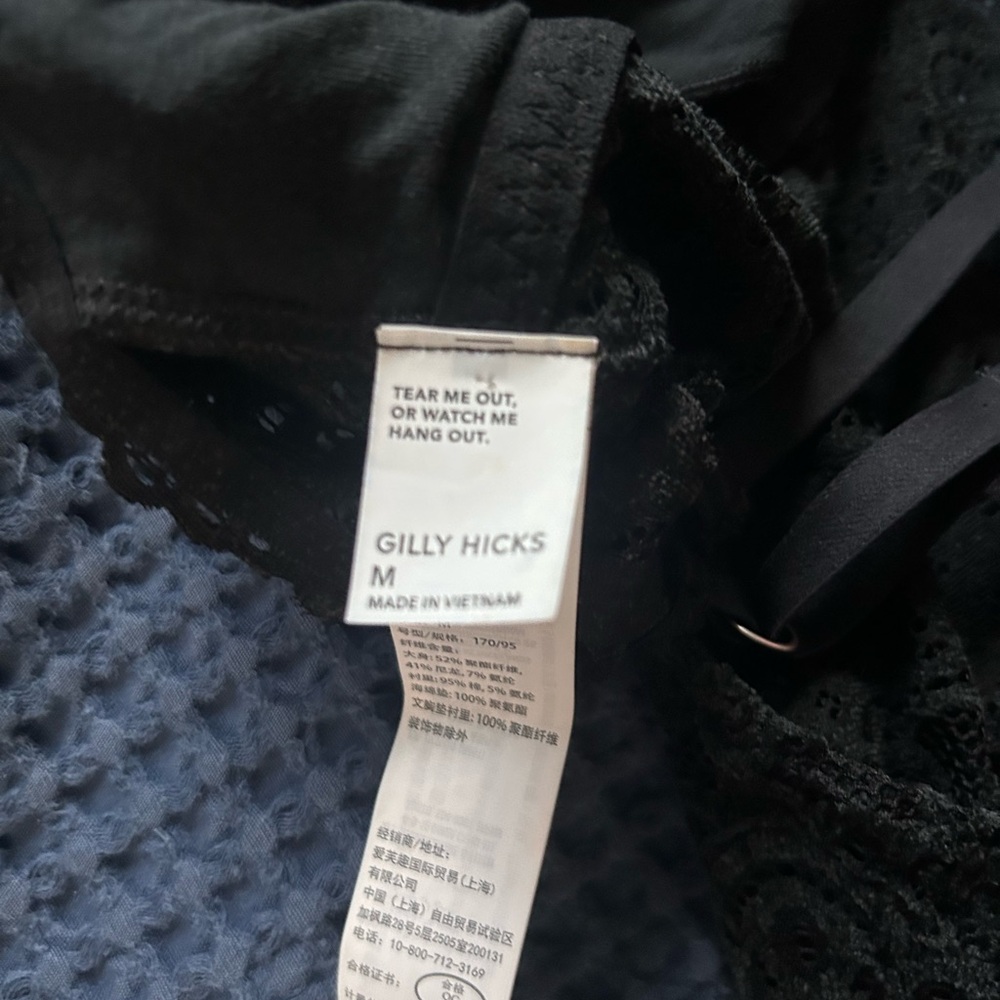 TEAR ME OUT,
OR WATCH ME
HANG OUT.
GILLY HICKS
M
MADE IN VIETNAM
号型/规格: 170/95
纤维含量:
大身:52% 聚酯纤维,
41% 尼龙,7% 氨纶
衬里:95% 棉,5% 氨纶
海绵垫:100% 聚氨酯
文胸垫衬里:100% 聚酯纤维
装饰物除外
经销商/地址:
爱芙趣国际贸易(上海)
有限公司
中国(上海)自由贸易试验区
加枫路28号5层2505室200131
电话: 10-800-712-3169
合格证书: 合格
QC